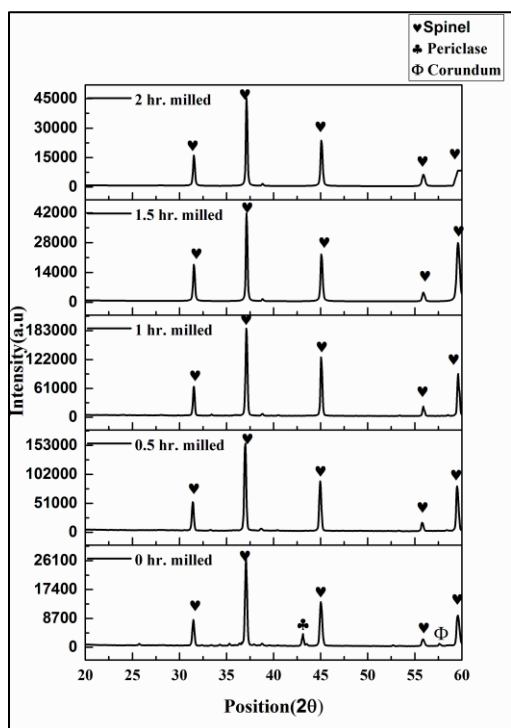 ♥Spinel
♣ Periclase
Φ Corundum
Intensity(a.u)
45000
30000
15000
0
2 hr. milled
42000
28000
14000
0
1.5 hr. milled
183000
122000
61000
0
1 hr. milled
153000
102000
51000
0
0.5 hr. milled
26100
17400
8700
0
0 hr. milled
Φ
20 25 30 35 40 45 50 55 60
Position(2θ)